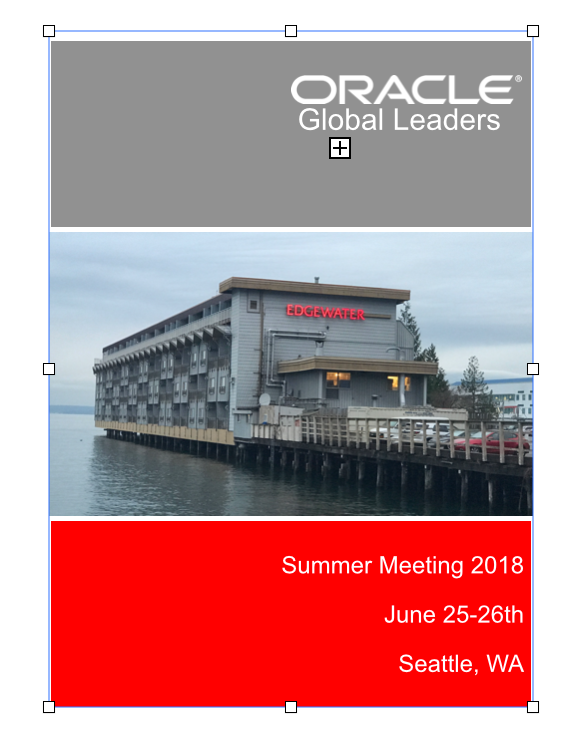 ORACLE®
Global Leaders
EDGEWATER
Summer Meeting 2018
June 25-26th
Seattle, WA